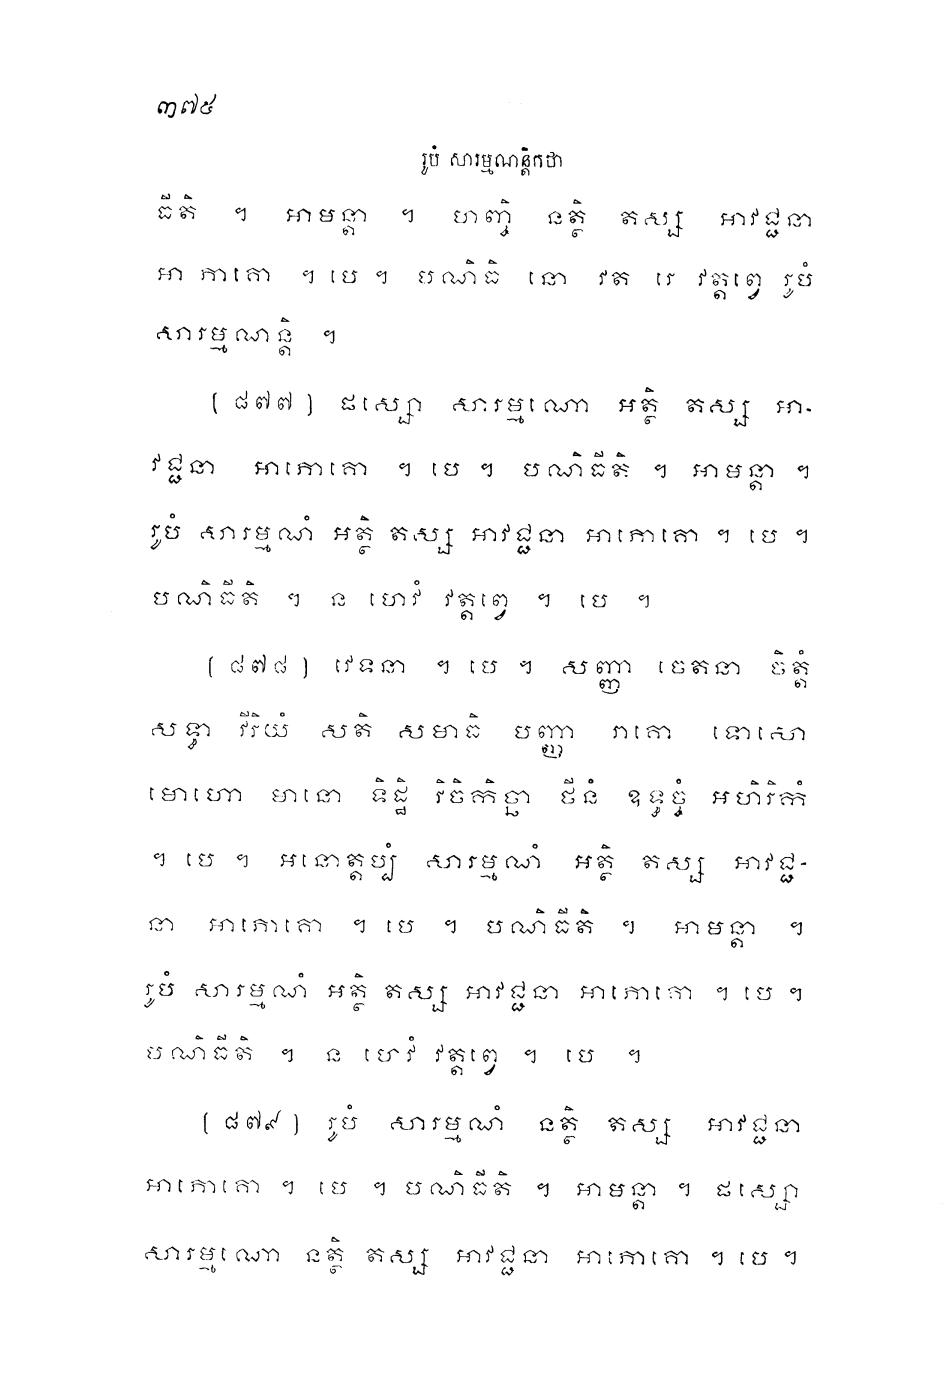 ៣៧៥
រូបំ សារម្មណន្តិកថា
ធីតិ ។ អាមន្តា ។ ហញ្ចិ នត្ថិ តស្ស អាវជ្ជនា
អាភោគោ ។ បេ ។ បណិធិ នោ វត រេ វត្តព្វេ រូបំ
សារម្មណន្តិ ។
[ ៨៧៧ ] ផស្សោ សារម្មណោ អត្ថិ តស្ស អា-
វជ្ជនា អាភោគោ ។ បេ ។ បណិធីតិ ។ អាមន្តា ។
រូបំ សារម្មណំ អត្ថិ តស្ស អាវជ្ជនា អាភោគោ ។ បេ ។
បណិធីតិ ។ ន ហេវំ វត្តព្វេ ។ បេ ។
[ ៨៧៨ ] វេទនា ។ បេ ។ សញ្ញា ចេតនា ចិត្តំ
សទ្ធា វីរិយំ សតិ សមាធិ បញ្ញា រាគោ ទោសោ
មោហោ មានោ ទិដ្ឋិ វិចិកិច្ឆា ថីនំ ឧទ្ធច្ចំ អហិរិកំ
។ បេ ។ អនោត្តប្បំ សារម្មណំ អត្ថិ តស្ស អាវជ្ជ-
នា អាភោគោ ។ បេ ។ បណិធីតិ ។ អាមន្តា ។
រូបំ សារម្មណំ អត្ថិ តស្ស អាវជ្ជនា អាភោគោ ។ បេ ។
បណិធីតិ ។ ន ហេវំ វត្តព្វេ ។ បេ ។
[ ៨៧៩ ] រូបំ សារម្មណំ នត្ថិ តស្ស អាវជ្ជនា
អាភោគោ ។ បេ ។ បណិធីតិ ។ អាមន្តា ។ ផស្សោ
សារម្មណោ នត្ថិ តស្ស អាវជ្ជនា អាភោគោ ។ បេ ។